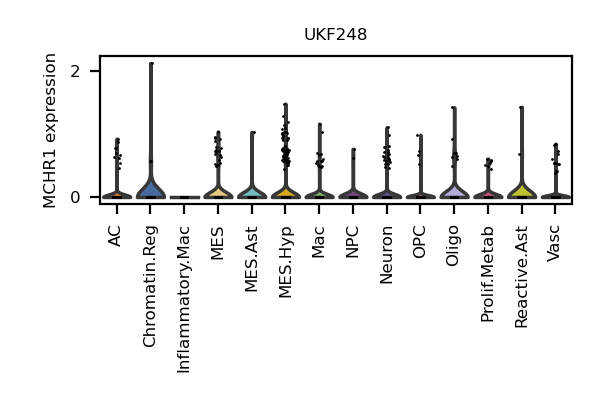 UKF248
MCHR1 expression
2
0
AC
Chromatin.Reg
Inflammatory.Mac
MES
MES.Ast
MES.Hyp
Mac
NPC
Neuron
OPC
Oligo
Prolif.Metab
Reactive.Ast
Vasc